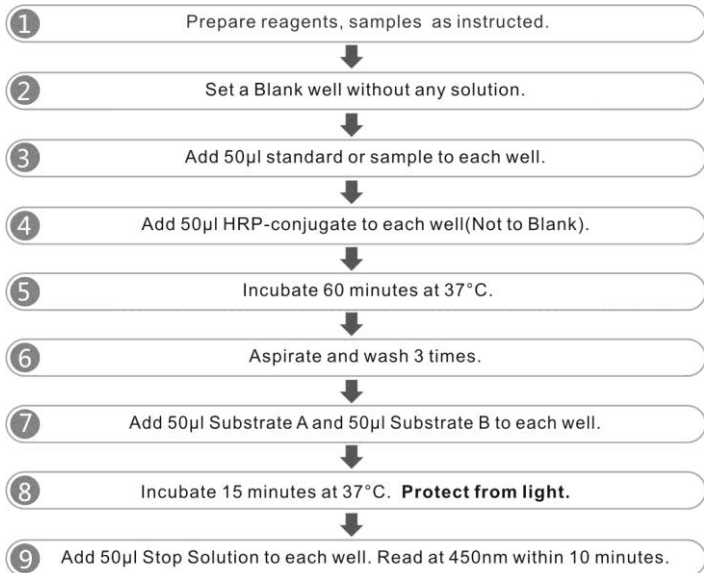 1 Prepare reagents, samples as instructed.
2 Set a Blank well without any solution.
3 Add 50μl standard or sample to each well.
4 Add 50μl HRP-conjugate to each well(Not to Blank).
5 Incubate 60 minutes at 37°C.
6 Aspirate and wash 3 times.
7 Add 50μl Substrate A and 50μl Substrate B to each well.
8 Incubate 15 minutes at 37°C. Protect from light.
9 Add 50μl Stop Solution to each well. Read at 450nm within 10 minutes.